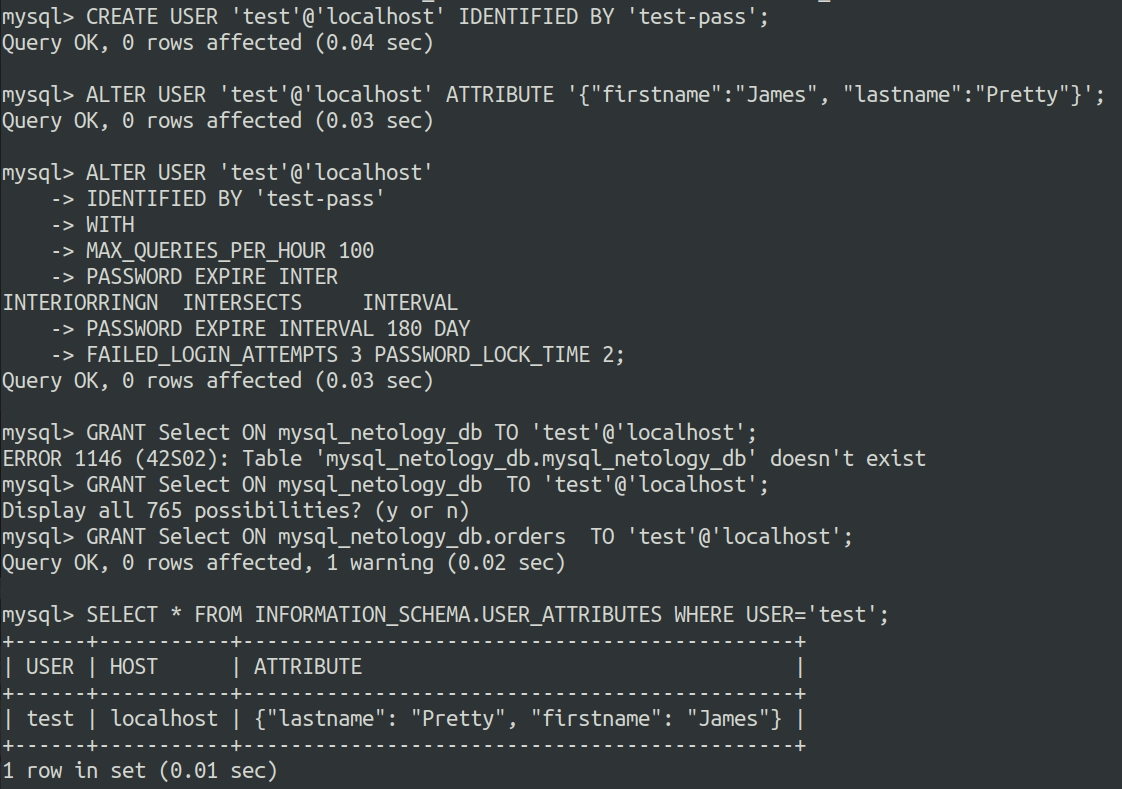 mysql> CREATE USER 'test'@'localhost' IDENTIFIED BY 'test-pass';
Query OK, 0 rows affected (0.04 sec)
mysql> ALTER USER 'test'@'localhost' ATTRIBUTE '{"firstname":"James", "lastname":"Pretty"}';
Query OK, 0 rows affected (0.03 sec)
mysql> ALTER USER 'test'@'localhost'
    -> IDENTIFIED BY 'test-pass'
    -> WITH
    -> MAX_QUERIES_PER_HOUR 100
    -> PASSWORD EXPIRE INTER
INTERIORRINGN  INTERSECTS     INTERVAL
    -> PASSWORD EXPIRE INTERVAL 180 DAY
    -> FAILED_LOGIN_ATTEMPTS 3 PASSWORD_LOCK_TIME 2;
Query OK, 0 rows affected (0.03 sec)
mysql> GRANT Select ON mysql_netology_db TO 'test'@'localhost';
ERROR 1146 (42S02): Table 'mysql_netology_db.mysql_netology_db' doesn't exist
mysql> GRANT Select ON mysql_netology_db  TO 'test'@'localhost';
Display all 765 possibilities? (y or n)
mysql> GRANT Select ON mysql_netology_db.orders  TO 'test'@'localhost';
Query OK, 0 rows affected, 1 warning (0.02 sec)
mysql> SELECT * FROM INFORMATION_SCHEMA.USER_ATTRIBUTES WHERE USER='test';
+------+-----------+----------------------------------------------+
| USER | HOST      | ATTRIBUTE                                    |
+------+-----------+----------------------------------------------+
| test | localhost | {"lastname": "Pretty", "firstname": "James"} |
+------+-----------+----------------------------------------------+
1 row in set (0.01 sec)